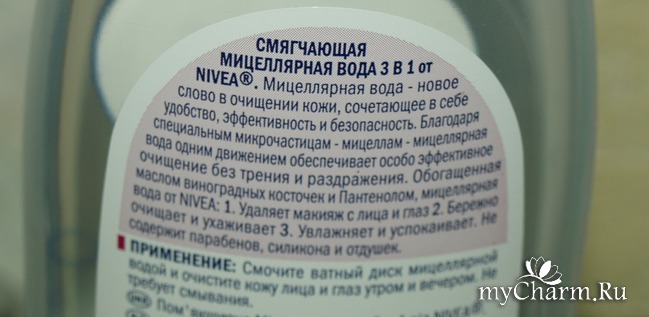 СМЯГЧАЮЩАЯ
МИЦЕЛЛЯРНАЯ ВОДА 3 В 1 от
NIVEA®. Мицеллярная вода - новое
слово в очищении кожи, сочетающее в себе
удобство, эффективность и безопасность. Благодаря
специальным микрочастицам - мицеллам - мицеллярная
вода одним движением обеспечивает особо эффективное
очищение без трения и раздражения. Обогащенная
маслом виноградных косточек и Пантенолом, мицеллярная
вода от NIVEA: 1. Удаляет макияж с лица и глаз 2. Бережно
очищает и ухаживает 3. Увлажняет и успокаивает. Не
содержит парабенов, силикона и отдушек.
ПРИМЕНЕНИЕ: Смочите ватный диск мицеллярной
водой и очистите кожу лица и глаз утром и вечером. Не
требует смывания.
myCharm.Ru